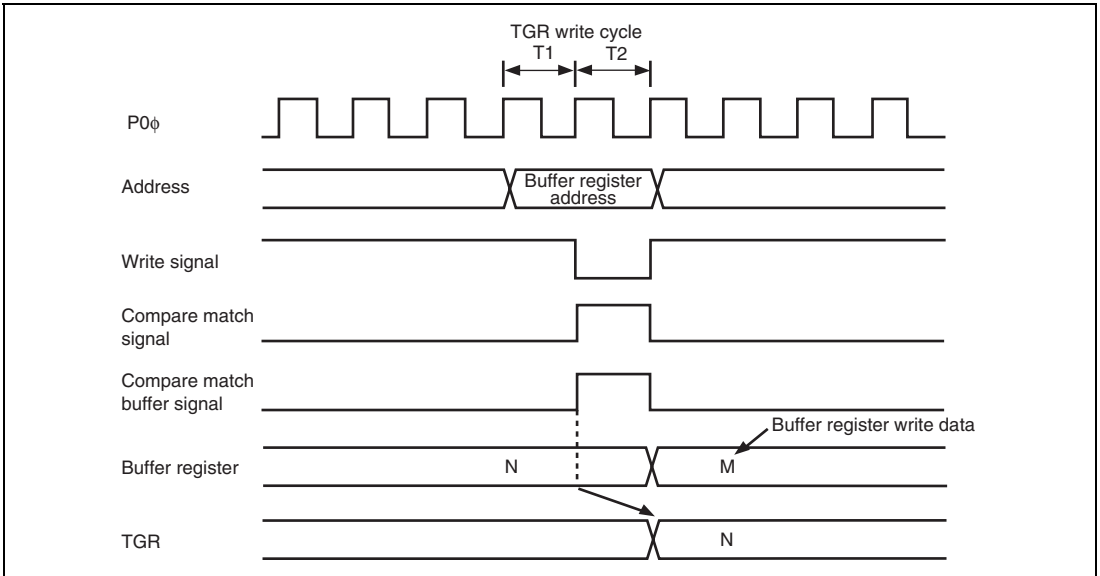 TGR write cycle
T1 T2
P0ϕ
Address
Buffer register
address
Write signal
Compare match
signal
Compare match
buffer signal
Buffer register write data
Buffer register
N M
TGR
N